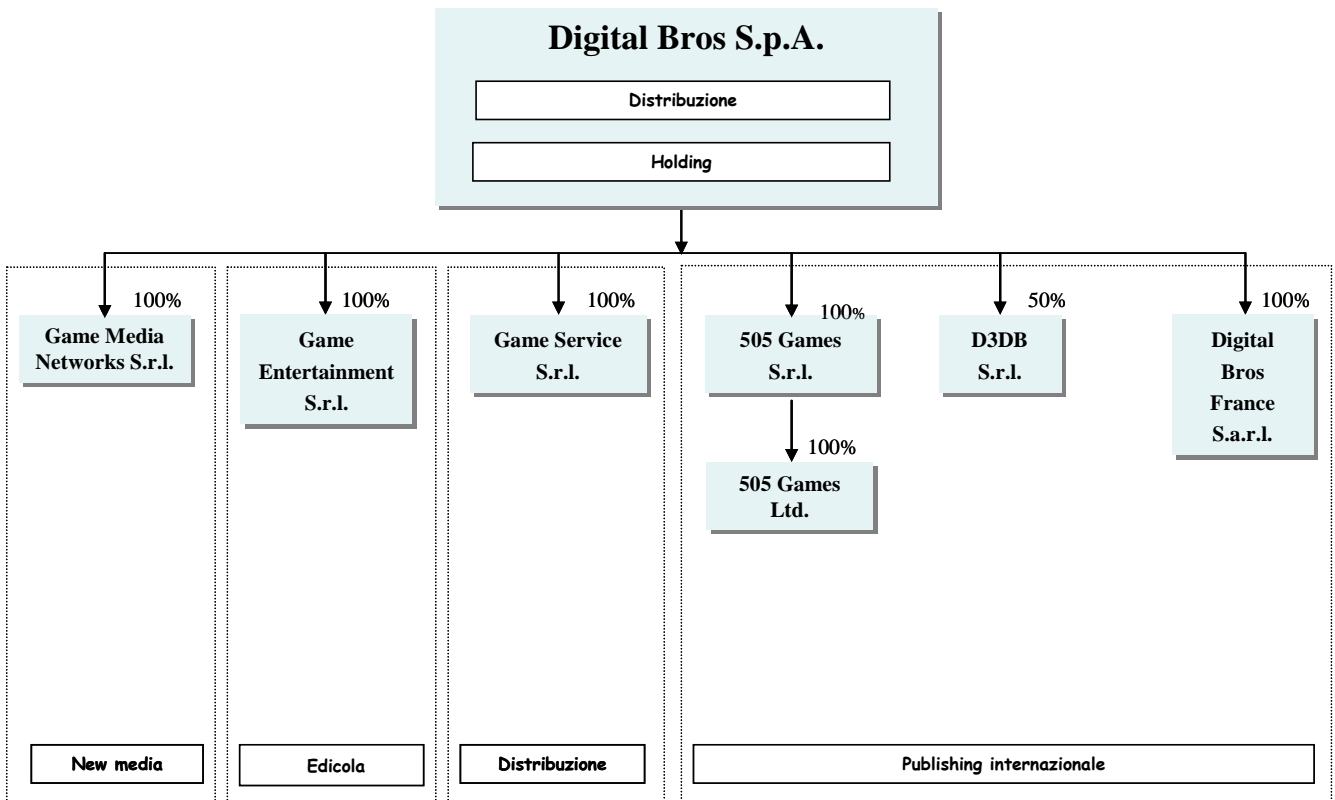 Digital Bros S.p.A.
Distribuzione
Holding
100%
Game Media
Networks S.r.l.
100%
Game
Entertainment
S.r.l.
100%
Game Service
S.r.l.
100%
505 Games
S.r.l.
100%
505 Games
Ltd.
50%
D3DB
S.r.l.
100%
Digital
Bros
France
S.a.r.l.
New media
Edicola
Distribuzione
Publishing internazionale